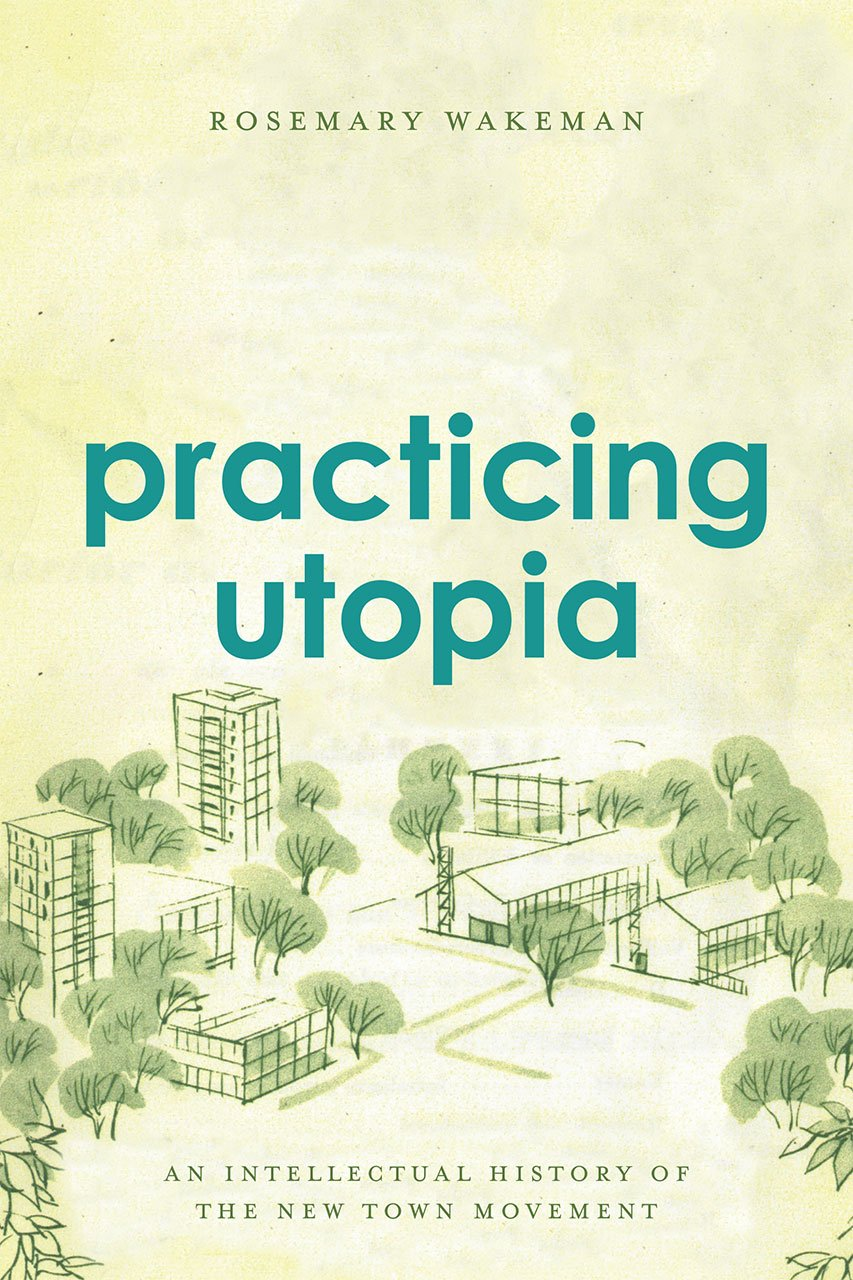 ROSEMARY WAKEMAN
practicing
utopia
AN INTELLECTUAL HISTORY OF
THE NEW TOWN MOVEMENT